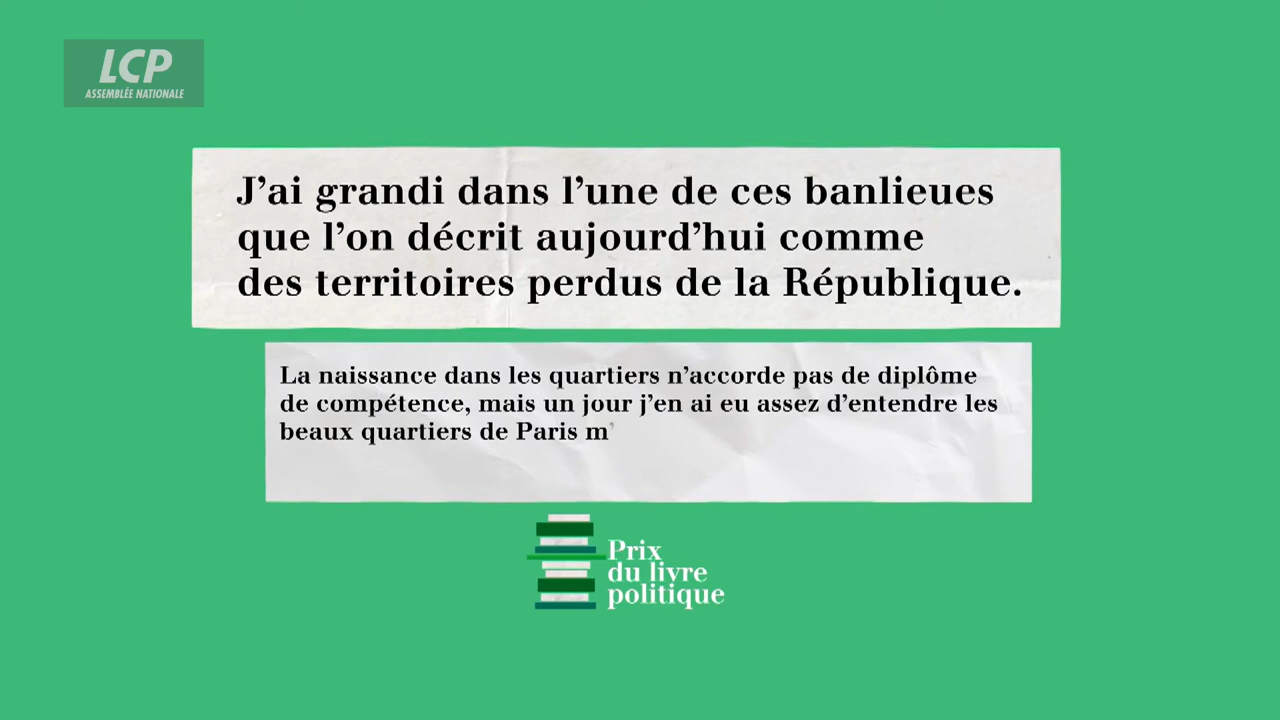 LCP
ASSEMBLÉE NATIONALE
J’ai grandi dans l’une de ces banlieues
que l’on décrit aujourd’hui comme
des territoires perdus de la République.
La naissance dans les quartiers n’accorde pas de diplôme
de compétence, mais un jour j’en ai eu assez d’entendre les
beaux quartiers de Paris m’
Prix
du livre
politique